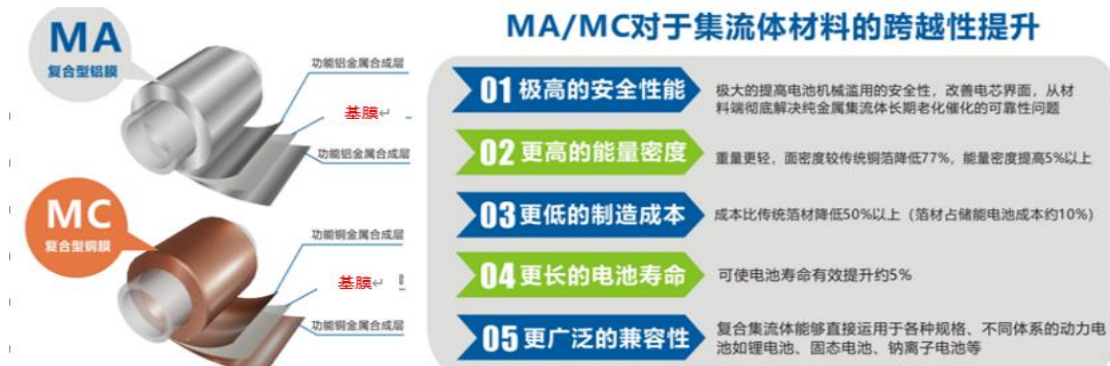 MA
复合型铝膜
功能铝金属合成层
基膜↵
功能铝金属合成层
MC
复合型铜膜
功能铜金属合成层
基膜↵
功能铜金属合成层
MA/MC对于集流体材料的跨越性提升
01 极高的安全性能
极大的提高电池机械滥用的安全性，改善电芯界面，从材
料端彻底解决纯金属集流体长期老化催化的可靠性问题
02 更高的能量密度
重量更轻，面密度较传统铜箔降低77%，能量密度提高5%以上
03 更低的制造成本
成本比传统箔材降低50%以上（箔材占储能电池成本约10%）
04 更长的电池寿命
可使电池寿命有效提升约5%
05 更广泛的兼容性
复合集流体能够直接运用于各种规格、不同体系的动力电
池如锂电池、固态电池、钠离子电池等